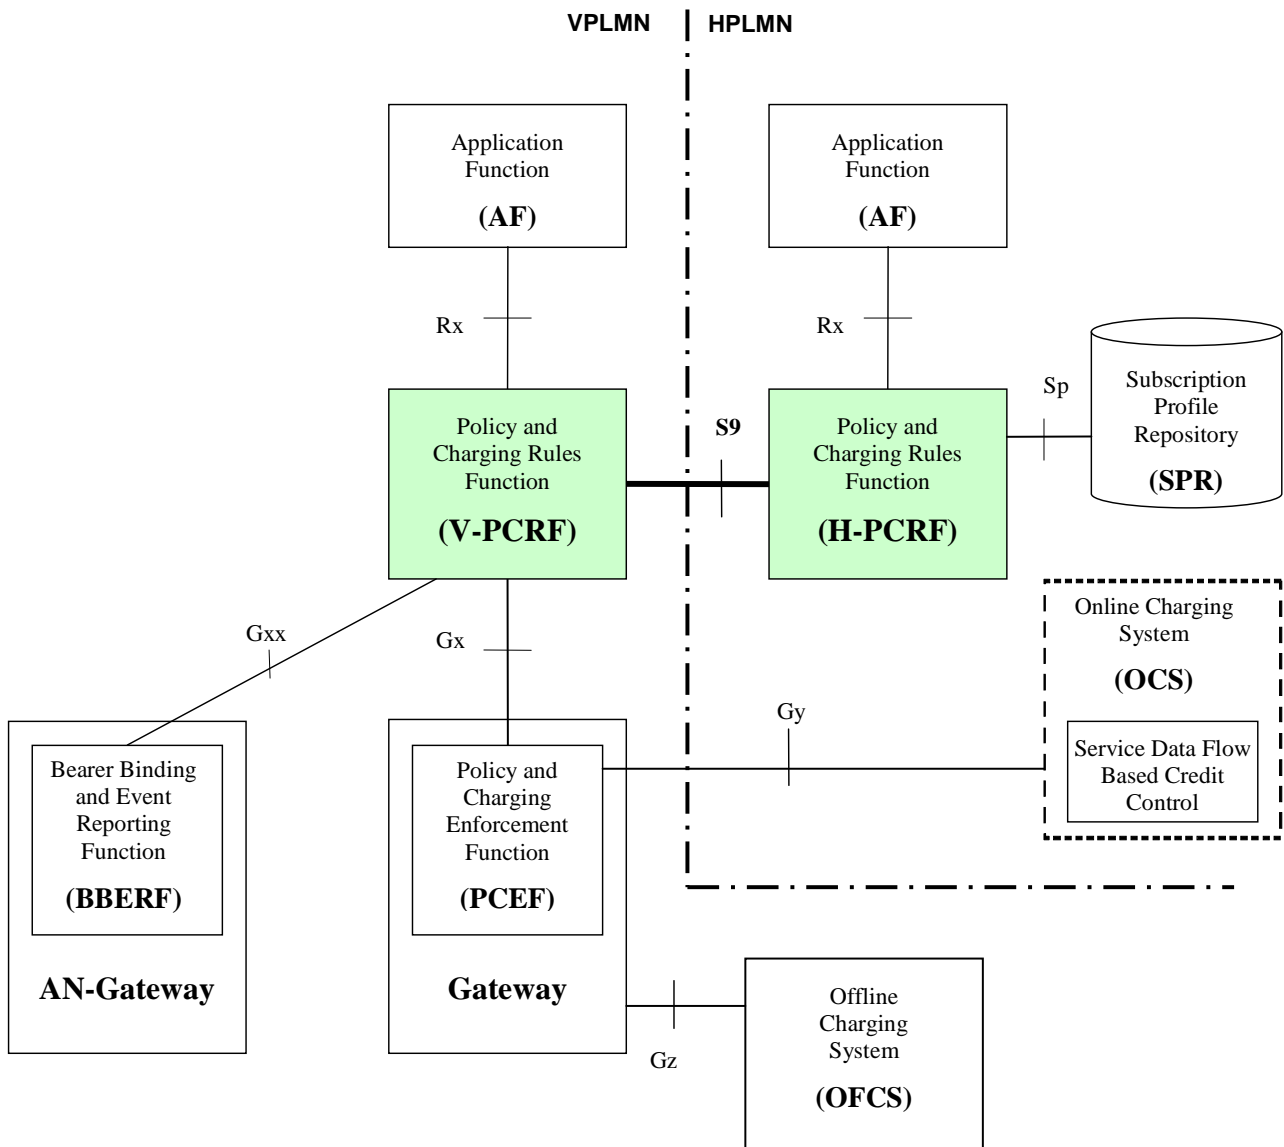 VPLMN
HPLMN
Application
Function
(AF)
Application
Function
(AF)
Rx
Rx
Policy and
Charging Rules
Function
(V-PCRF)
S9
Policy and
Charging Rules
Function
(H-PCRF)
Sp
Subscription
Profile
Repository
(SPR)
Gxx
Gx
Gy
Online Charging
System
(OCS)
Service Data Flow
Based Credit
Control
Bearer Binding
and Event
Reporting
Function
(BBERF)
AN-Gateway
Policy and
Charging
Enforcement
Function
(PCEF)
Gateway
Gz
Offline
Charging
System
(OFCS)